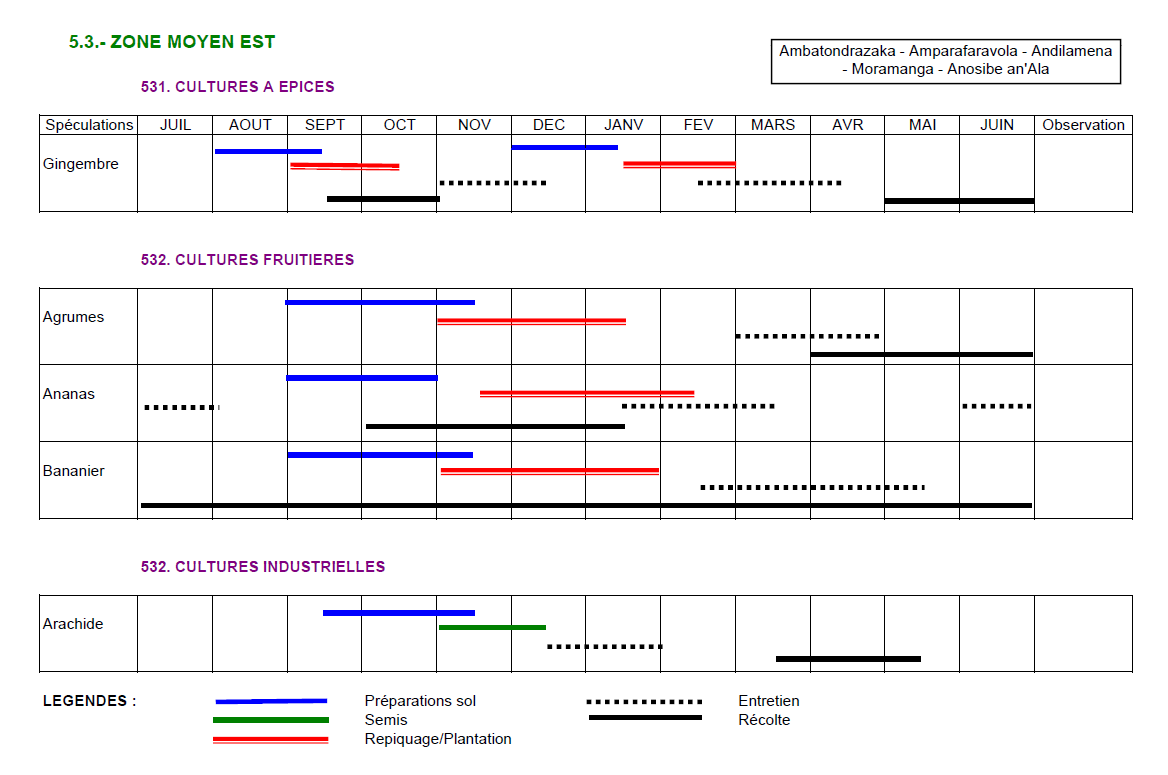 5.3.- ZONE MOYEN EST
Ambatondrazaka - Amparafaravola - Andilamena
- Moramanga - Anosibe an'Ala
531. CULTURES A EPICES
Spéculations JUIL AOUT SEPT OCT NOV DEC JANV FEV MARS AVR MAI JUIN Observation
Gingembre
532. CULTURES FRUITIERES
Agrumes
Ananas
Bananier
532. CULTURES INDUSTRIELLES
Arachide
LEGENDES : Préparations sol Entretien
Semis Récolte
Repiquage/Plantation